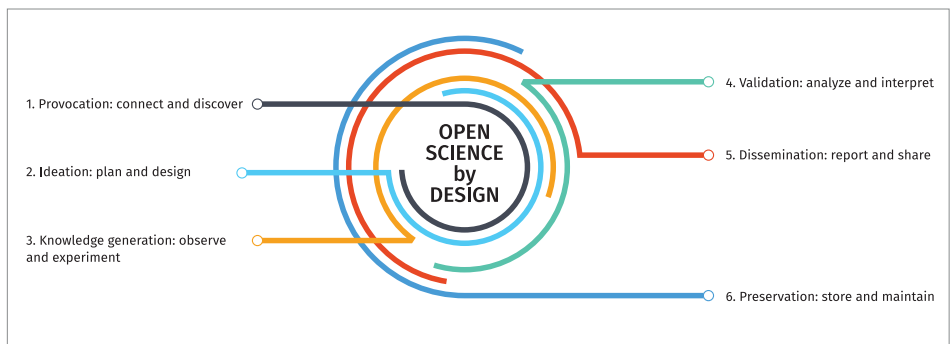 1. Provocation: connect and discover
2. Ideation: plan and design
3. Knowledge generation: observe
and experiment
OPEN
SCIENCE
by
DESIGN
4. Validation: analyze and interpret
5. Dissemination: report and share
6. Preservation: store and maintain